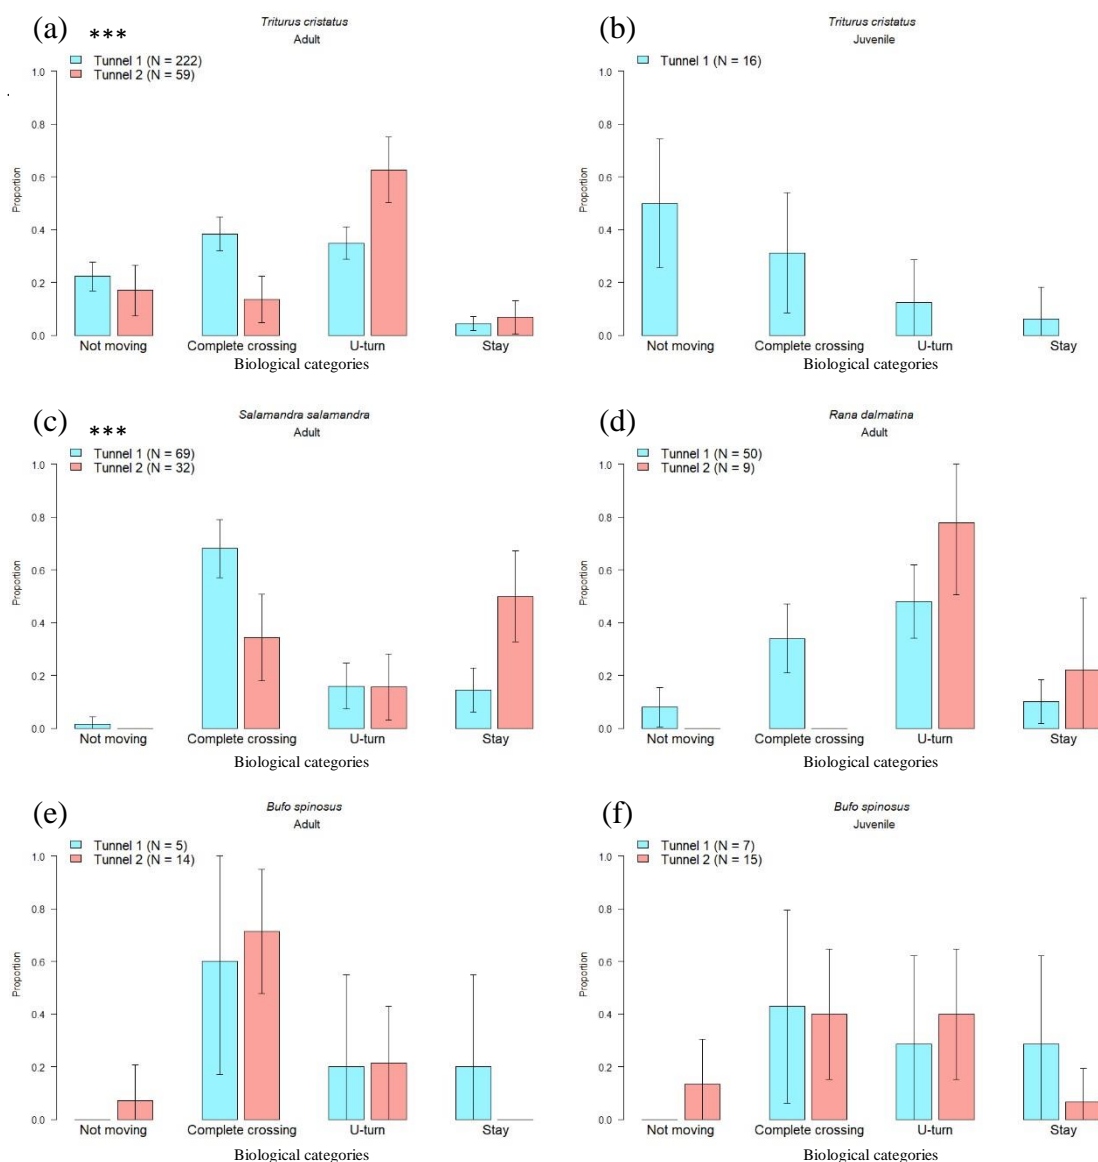 (a) ***
Triturus cristatus
Adult
Tunnel 1 (N = 222)
Tunnel 2 (N = 59)
1.0
0.8
0.6
0.4
0.2
0.0
Proportion
Not moving Complete crossing U-turn Stay
Biological categories
(b)
Triturus cristatus
Juvenile
Tunnel 1 (N = 16)
1.0
0.8
0.6
0.4
0.2
0.0
Proportion
Not moving Complete crossing U-turn Stay
Biological categories
(c) ***
Salamandra salamandra
Adult
Tunnel 1 (N = 69)
Tunnel 2 (N = 32)
1.0
0.8
0.6
0.4
0.2
0.0
Proportion
Not moving Complete crossing U-turn Stay
Biological categories
(d)
Rana dalmatina
Adult
Tunnel 1 (N = 50)
Tunnel 2 (N = 9)
1.0
0.8
0.6
0.4
0.2
0.0
Proportion
Not moving Complete crossing U-turn Stay
Biological categories
(e)
Bufo spinosus
Adult
Tunnel 1 (N = 5)
Tunnel 2 (N = 14)
1.0
0.8
0.6
0.4
0.2
0.0
Proportion
Not moving Complete crossing U-turn Stay
Biological categories
(f)
Bufo spinosus
Juvenile
Tunnel 1 (N = 7)
Tunnel 2 (N = 15)
1.0
0.8
0.6
0.4
0.2
0.0
Proportion
Not moving Complete crossing U-turn Stay
Biological categories